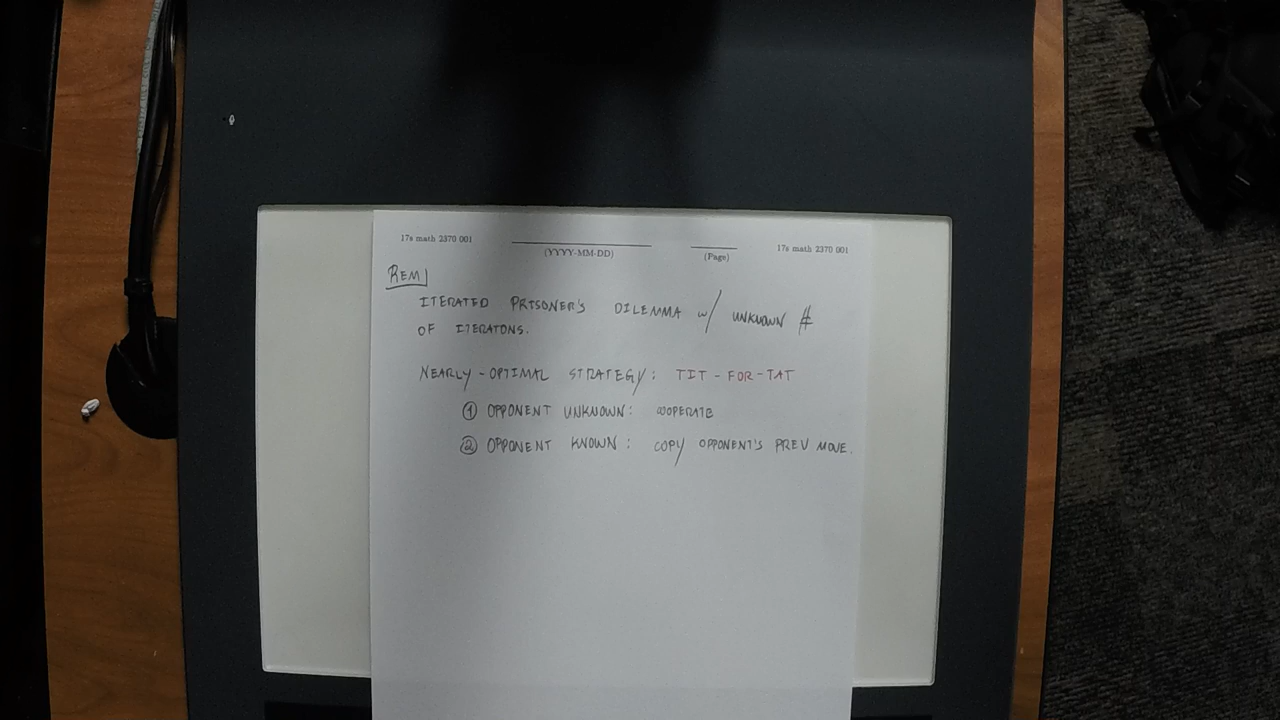 17s math 2370 001 (YYYY-MM-DD) (Page) 17s math 2370 001
REM
ITERATED PRISONER'S DILEMMA w/ UNKNOWN #
OF ITERATONS.
NEARLY-OPTIMAL STRATEGY: TIT-FOR-TAT
① OPPONENT UNKNOWN: COOPERATE
② OPPONENT KNOWN: COPY OPPONENT'S PREV MOVE.